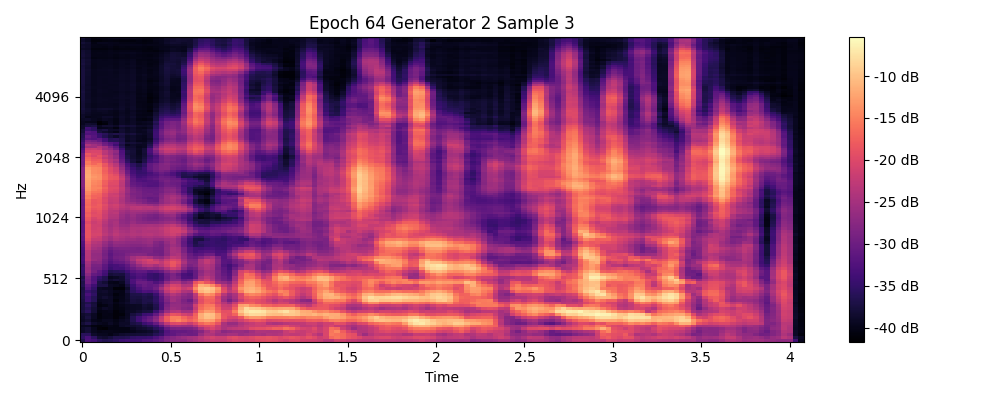 Epoch 64 Generator 2 Sample 3
Hz
4096
2048
1024
512
0
0
0.5
1
1.5
2
2.5
3
3.5
4
Time
-10 dB
-15 dB
-20 dB
-25 dB
-30 dB
-35 dB
-40 dB